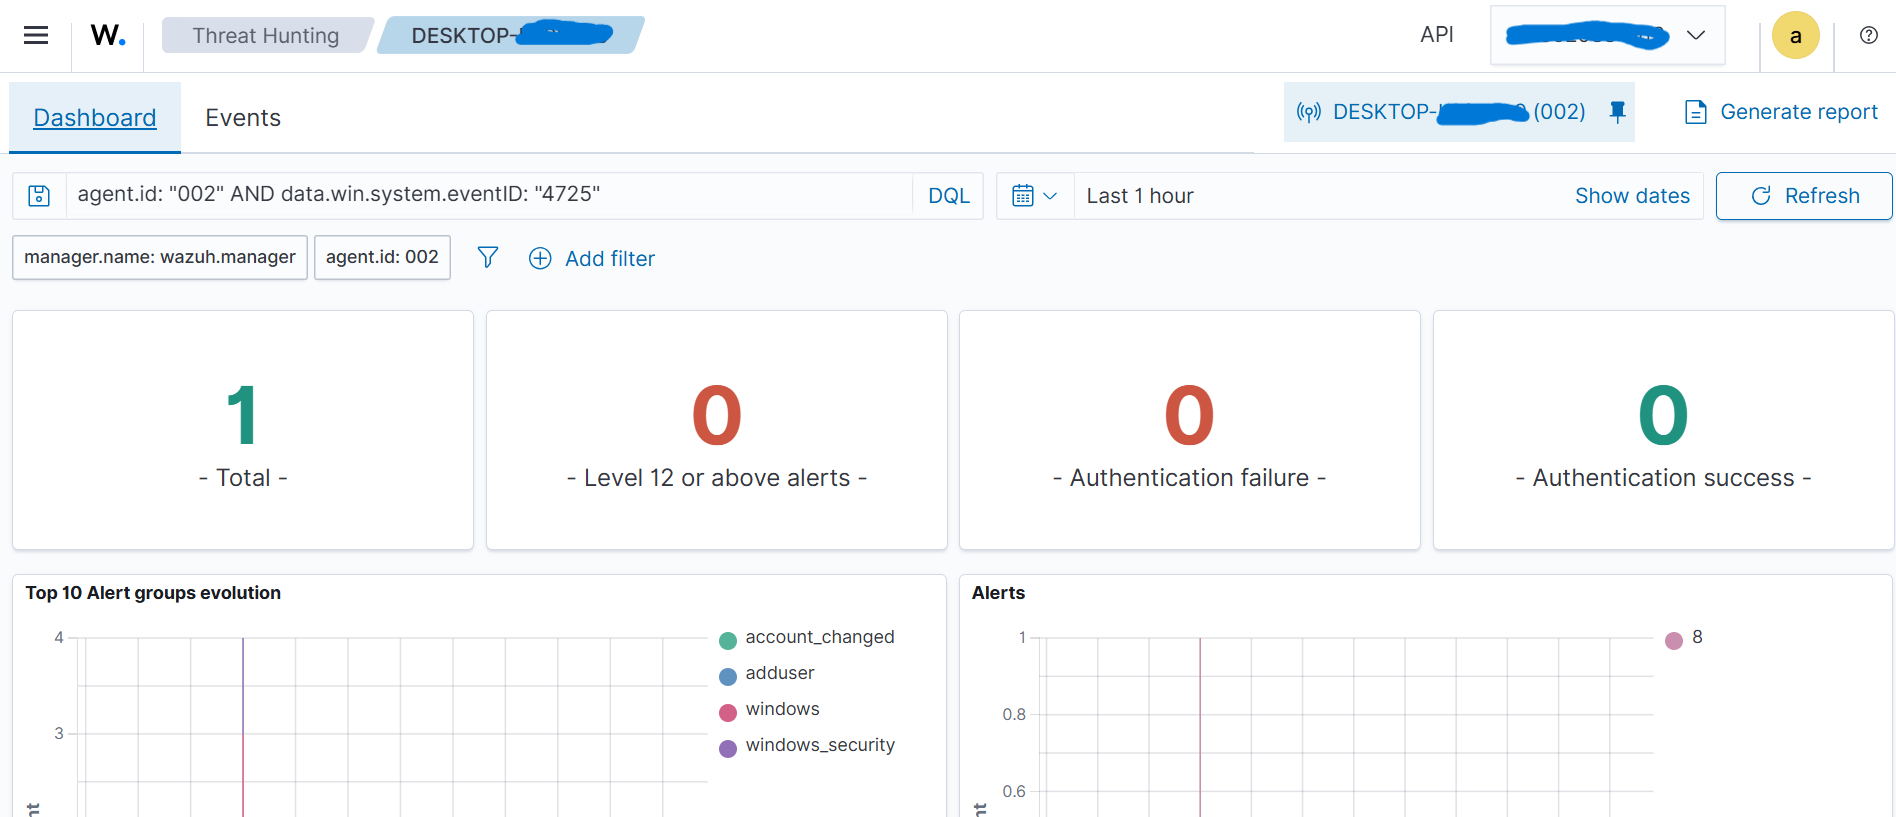 W.
Threat Hunting
DESKTOP-
API
a
Dashboard
Events
DESKTOP- (002)
Generate report
agent.id: "002" AND data.win.system.eventID: "4725"
DQL
Last 1 hour
Show dates
Refresh
manager.name: wazuh.manager
agent.id: 002
Add filter
1
- Total -
0
- Level 12 or above alerts -
0
- Authentication failure -
0
- Authentication success -
Top 10 Alert groups evolution
4
3
account_changed
adduser
windows
windows_security
Alerts
1
0.8
0.6
8